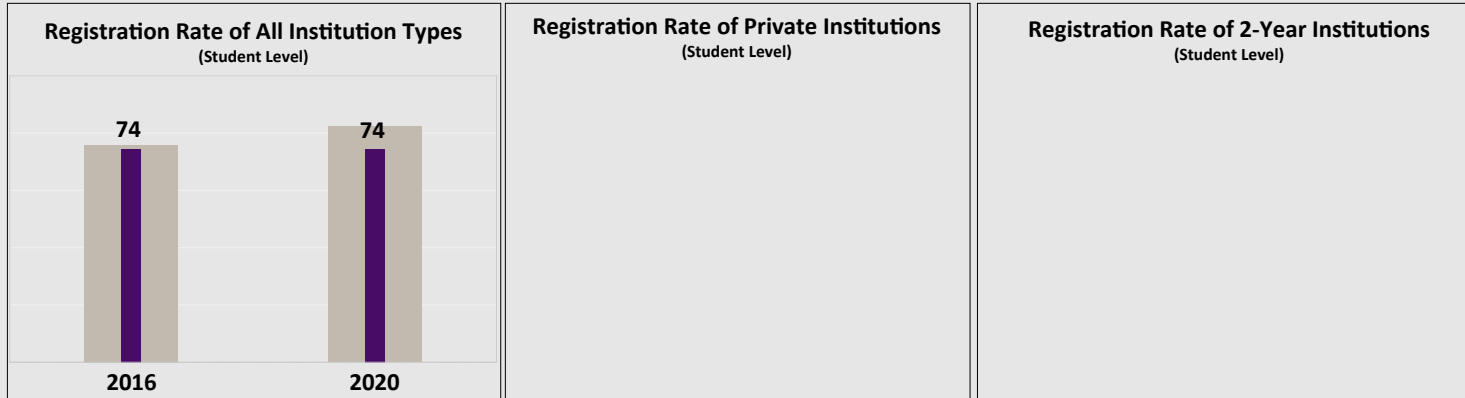 Registration Rate of All Institution Types
(Student Level)
74
74
2016
2020
Registration Rate of Private Institutions
(Student Level)
Registration Rate of 2-Year Institutions
(Student Level)